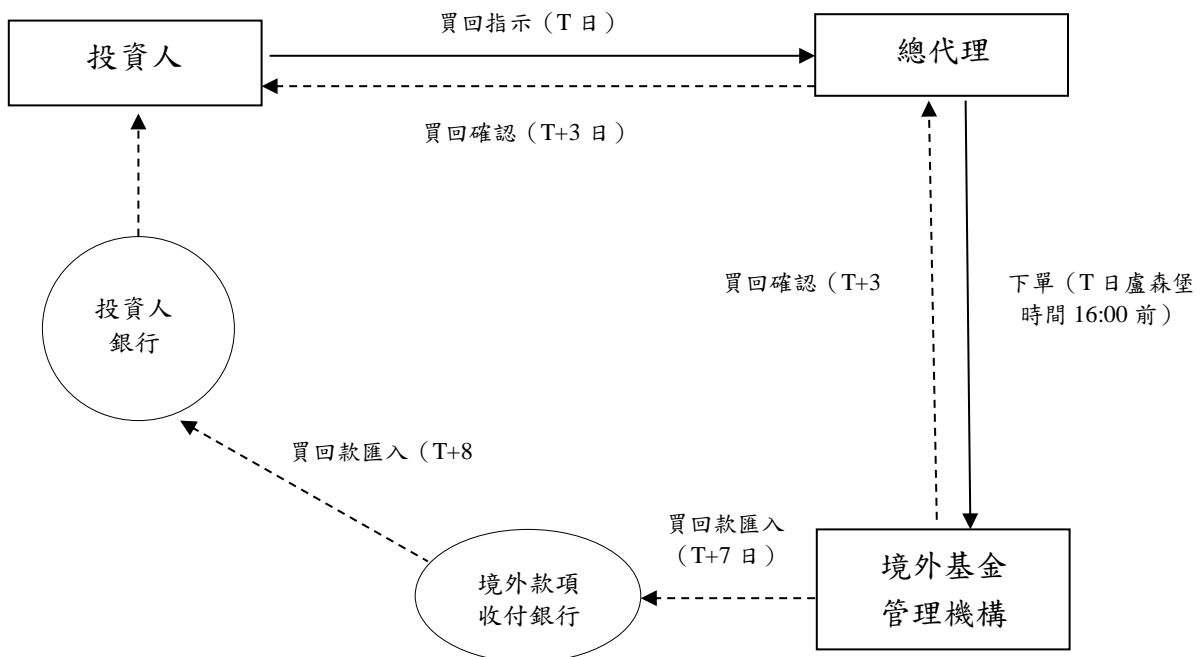 買回指示（T 日）
投資人
總代理
買回確認（T+3 日）
買回確認（T+3
下單（T 日盧森堡
時間 16:00 前）
投資人
銀行
買回款匯入（T+8
買回款匯入
（T+7 日）
境外款項
收付銀行
境外基金
管理機構